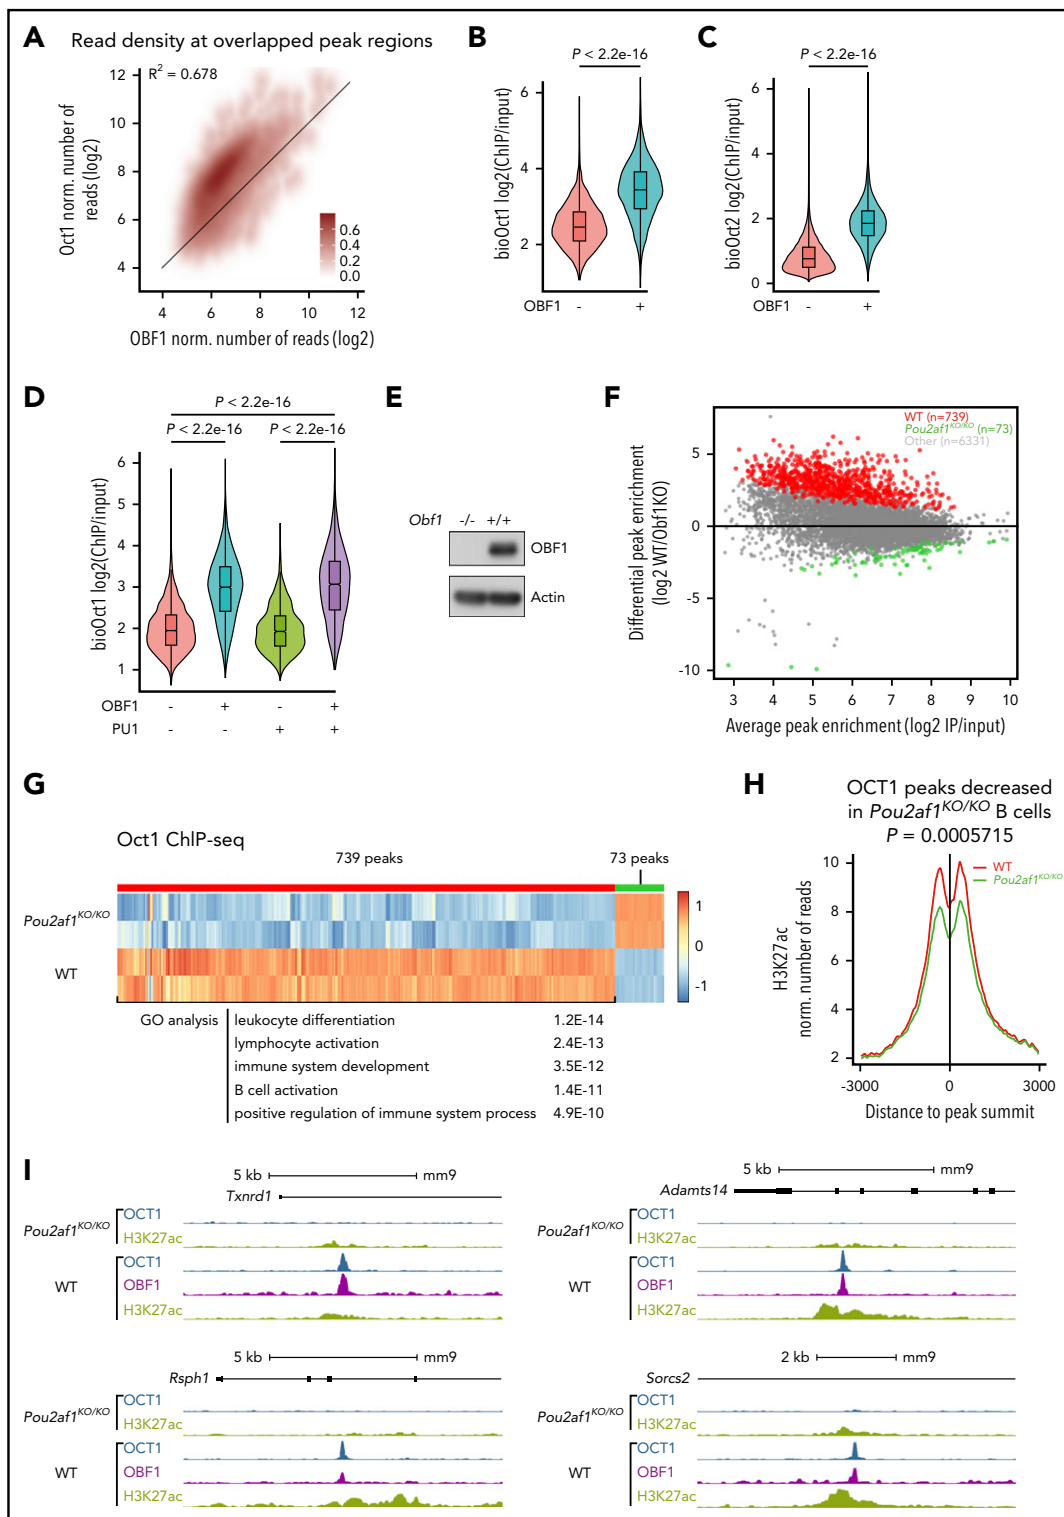 A Read density at overlapped peak regions
R² = 0.678
Oct1 norm. number of reads (log2)
12
10
8
6
4
0.6
0.4
0.2
0.0
4 6 8 10 12
OBF1 norm. number of reads (log2)
B
P < 2.2e-16
bioOct1 log2(ChIP/input)
6
4
2
OBF1 - +
C
P < 2.2e-16
bioOct2 log2(ChIP/input)
6
4
2
0
OBF1 - +
D
P < 2.2e-16
P < 2.2e-16 P < 2.2e-16
bioOct1 log2(ChIP/input)
6
5
4
3
2
1
OBF1 - + - +
PU1 - - + +
E
Obf1 -/- +/+
OBF1
Actin
F
WT (n=739)
Pou2af1KO/KO (n=73)
Other (n=6331)
Differential peak enrichment
(log2 WT/Obf1KO)
5
0
-5
-10
3 4 5 6 7 8 9 10
Average peak enrichment (log2 IP/input)
G
Oct1 ChIP-seq
739 peaks 73 peaks
Pou2af1KO/KO
WT
1
0
-1
GO analysis
leukocyte differentiation 1.2E-14
lymphocyte activation 2.4E-13
immune system development 3.5E-12
B cell activation 1.4E-11
positive regulation of immune system process 4.9E-10
H
OCT1 peaks decreased
in Pou2af1KO/KO B cells
P = 0.0005715
WT
Pou2af1KO/KO
H3K27ac
norm. number of reads
10
8
6
4
2
-3000 0 3000
Distance to peak summit
I
5 kb mm9
Txnrd1
Pou2af1KO/KO
OCT1
H3K27ac
WT
OCT1
OBF1
H3K27ac
5 kb mm9
Adamts14
Pou2af1KO/KO
OCT1
H3K27ac
WT
OCT1
OBF1
H3K27ac
5 kb mm9
Rsph1
Pou2af1KO/KO
OCT1
H3K27ac
WT
OCT1
OBF1
H3K27ac
2 kb mm9
Sorcs2
Pou2af1KO/KO
OCT1
H3K27ac
WT
OCT1
OBF1
H3K27ac